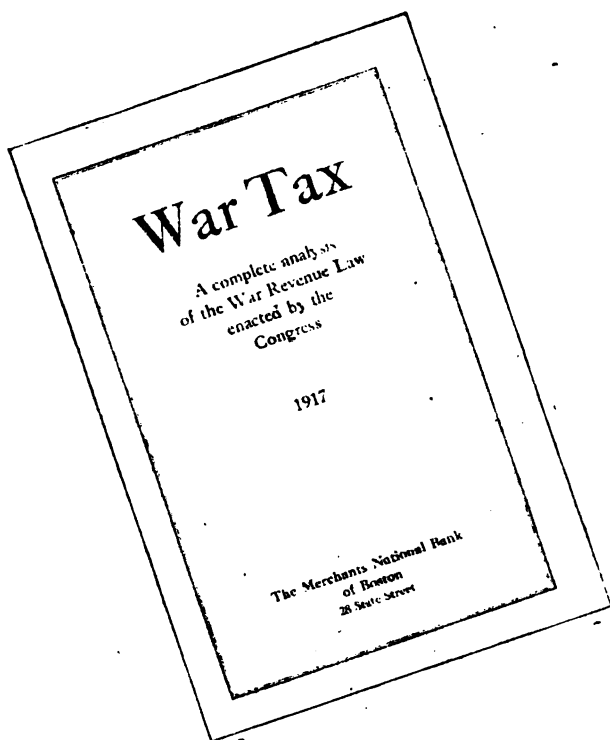 War Tax
A complete analysis
of the War Revenue Law
enacted by the
Congress
1917
The Merchants National Bank
of Boston
28 State Street